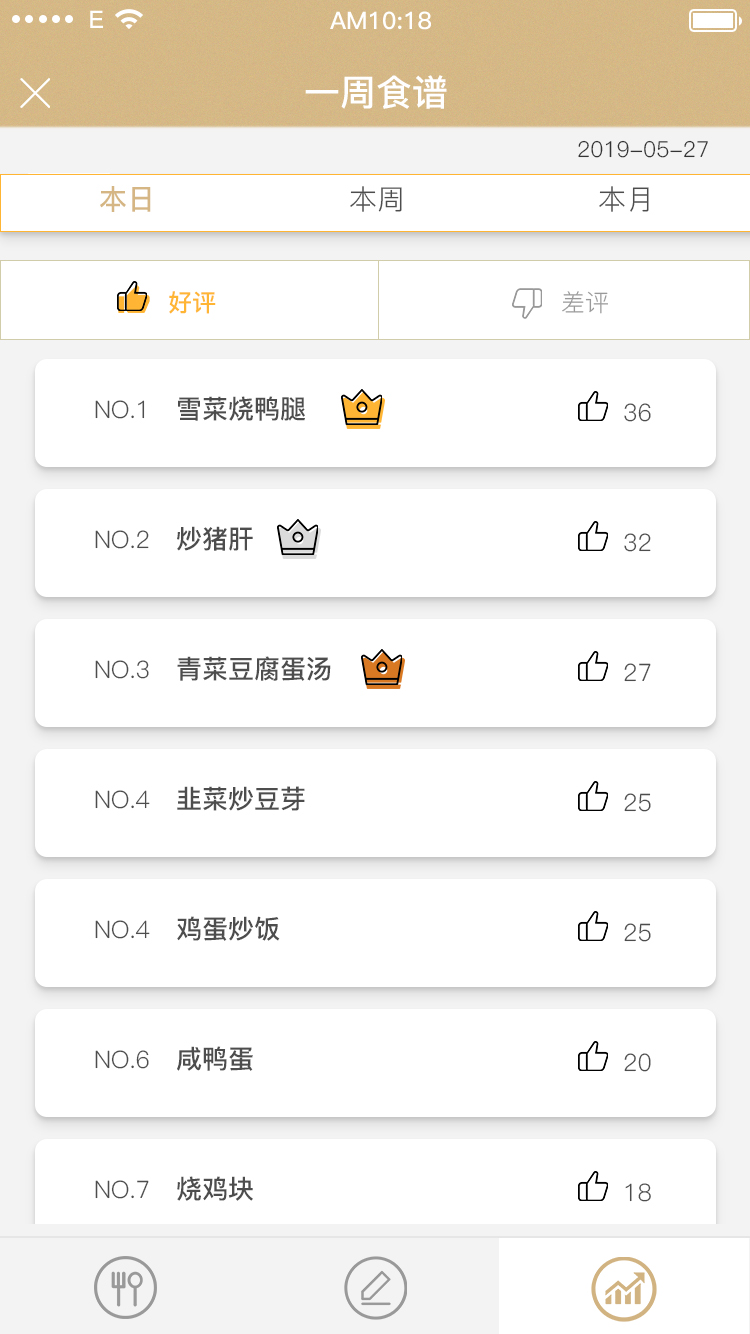 E AM10:18
一周食谱
2019-05-27
本日 本周 本月
好评 差评
NO.1 雪菜烧鸭腿 36
NO.2 炒猪肝 32
NO.3 青菜豆腐蛋汤 27
NO.4 韭菜炒豆芽 25
NO.4 鸡蛋炒饭 25
NO.6 咸鸭蛋 20
NO.7 烧鸡块 18